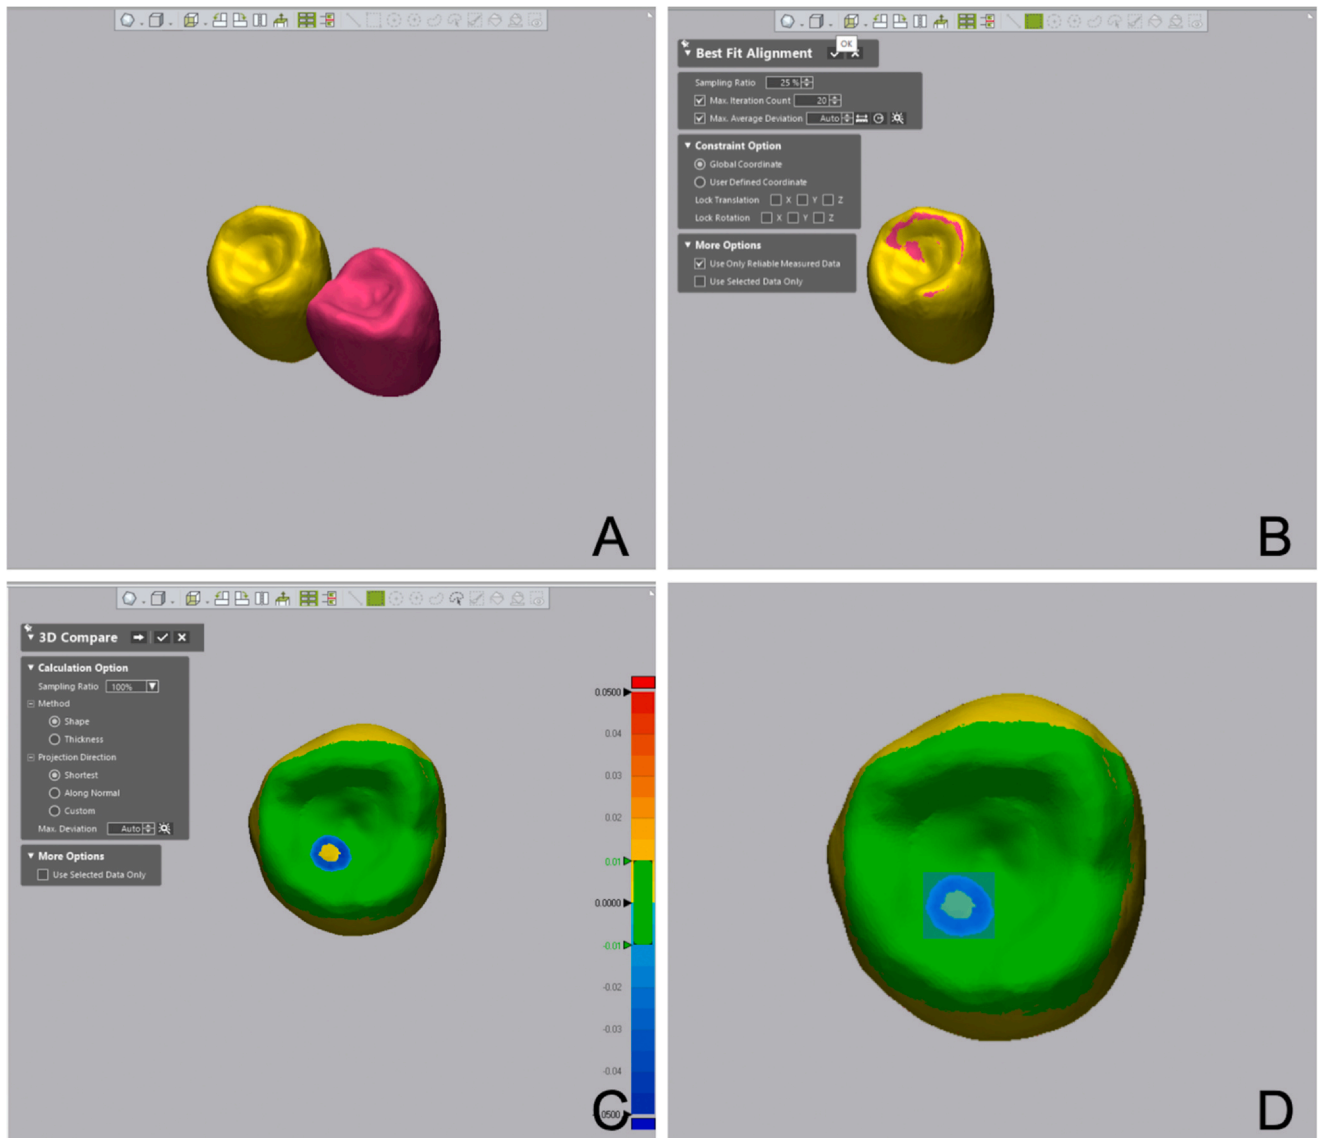 A
OK
Best Fit Alignment
Sampling Ratio 25 %
Max. Iteration Count 20
Max. Average Deviation Auto
Constraint Option
Global Coordinate
User Defined Coordinate
Lock Translation X Y Z
Lock Rotation X Y Z
More Options
Use Only Reliable Measured Data
Use Selected Data Only
B
3D Compare
Calculation Option
Sampling Ratio 100%
Method
Shape
Thickness
Projection Direction
Shortest
Along Normal
Custom
Max. Deviation Auto
More Options
Use Selected Data Only
0.0500
0.04
0.03
0.02
0.01
0.0000
-0.01
-0.02
-0.03
-0.04
0500
C
D